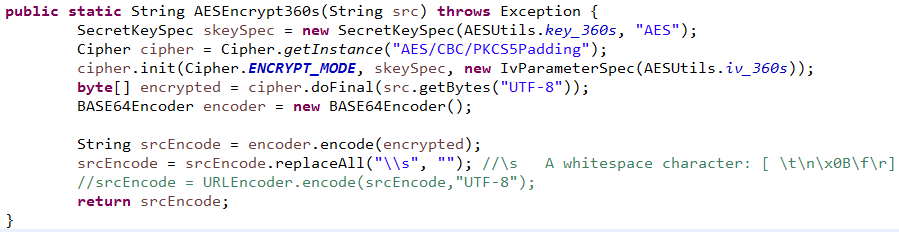 public static String AESEncrypt360s(String src) throws Exception {
SecretKeySpec skeySpec = new SecretKeySpec(AESUtils.key_360s, "AES");
Cipher cipher = Cipher.getInstance("AES/CBC/PKCS5Padding");
cipher.init(Cipher.ENCRYPT_MODE, skeySpec, new IvParameterSpec(AESUtils.iv_360s));
byte[] encrypted = cipher.doFinal(src.getBytes("UTF-8"));
BASE64Encoder encoder = new BASE64Encoder();
String srcEncode = encoder.encode(encrypted);
srcEncode = srcEncode.replaceAll("\\s", ""); //\s   A whitespace character: [ \t\n\x0B\f\r]
//srcEncode = URLEncoder.encode(srcEncode,"UTF-8");
return srcEncode;
}